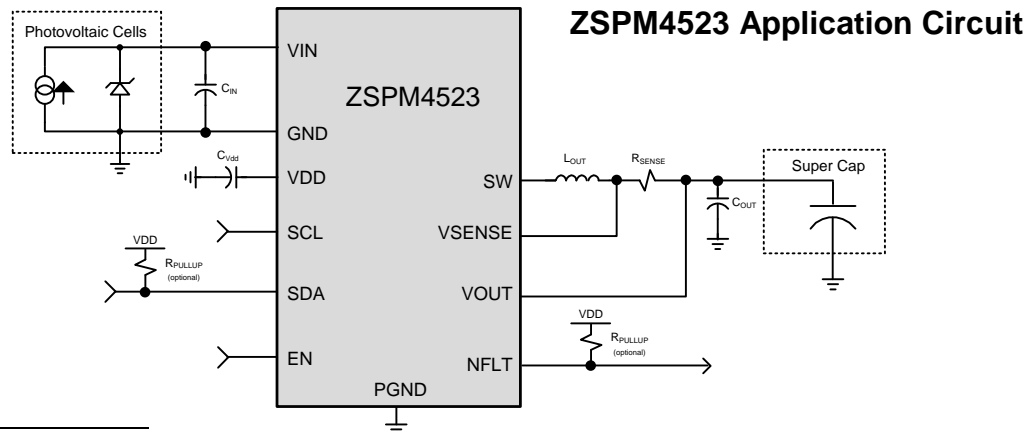 ZSPM4523 Application Circuit
Photovoltaic Cells
CIN
VIN
ZSPM4523
GND
CVdd
VDD
SW
LOUT
RSENSE
Super Cap
COUT
SCL
VSENSE
VDD
RPULLUP
(optional)
SDA
VOUT
VDD
RPULLUP
(optional)
EN
NFLT
PGND